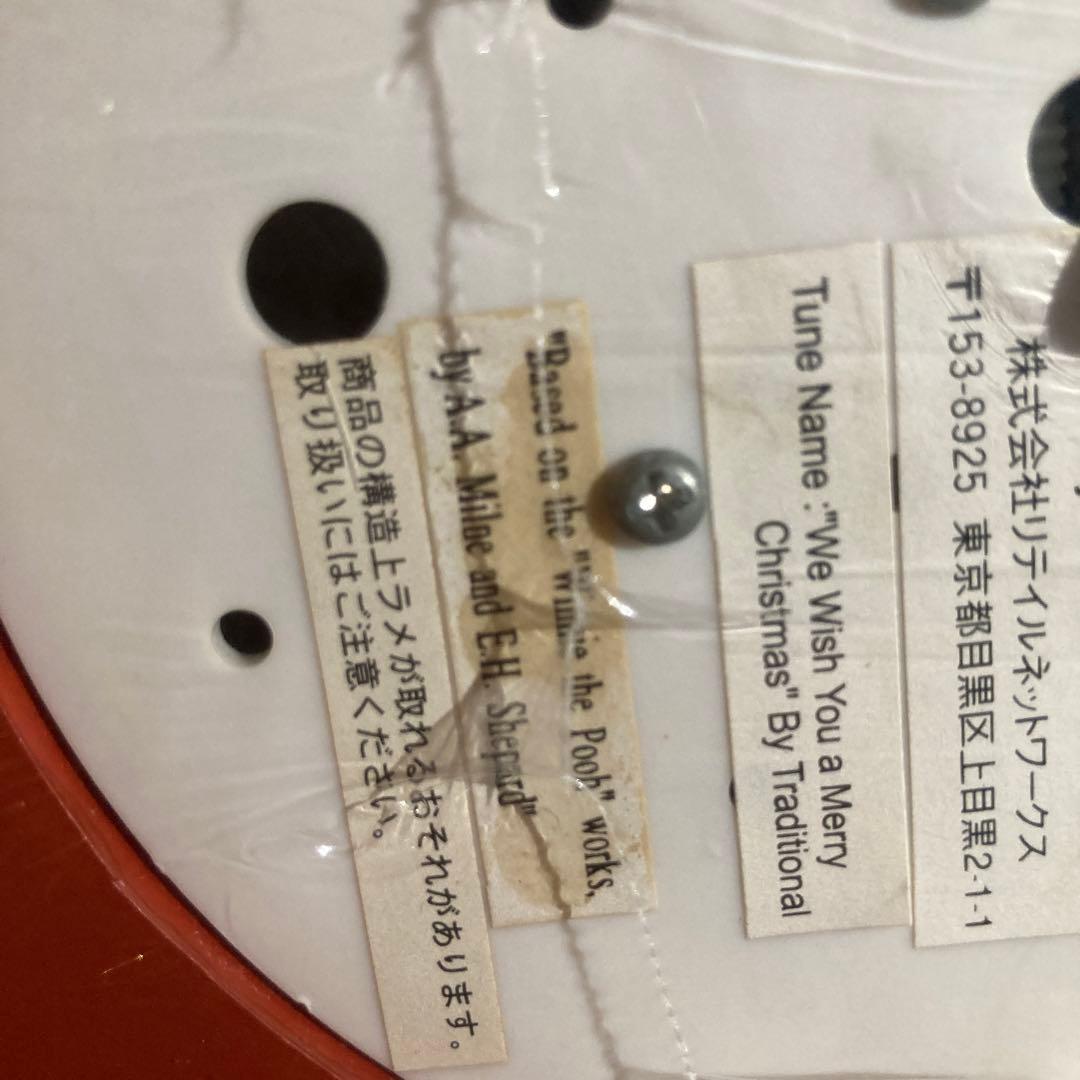 株式会社リテイルネットワークス
〒153-8925 東京都目黒区上目黒2-1-1
Tune Name :"We Wish You a Merry
Christmas" By Traditional
"Based on the "Winnie the Pooh" works,
by A.A. Milne and E.H. Shepard"
商品の構造上ラメが取れるおそれがあります。
取り扱いにはご注意ください。